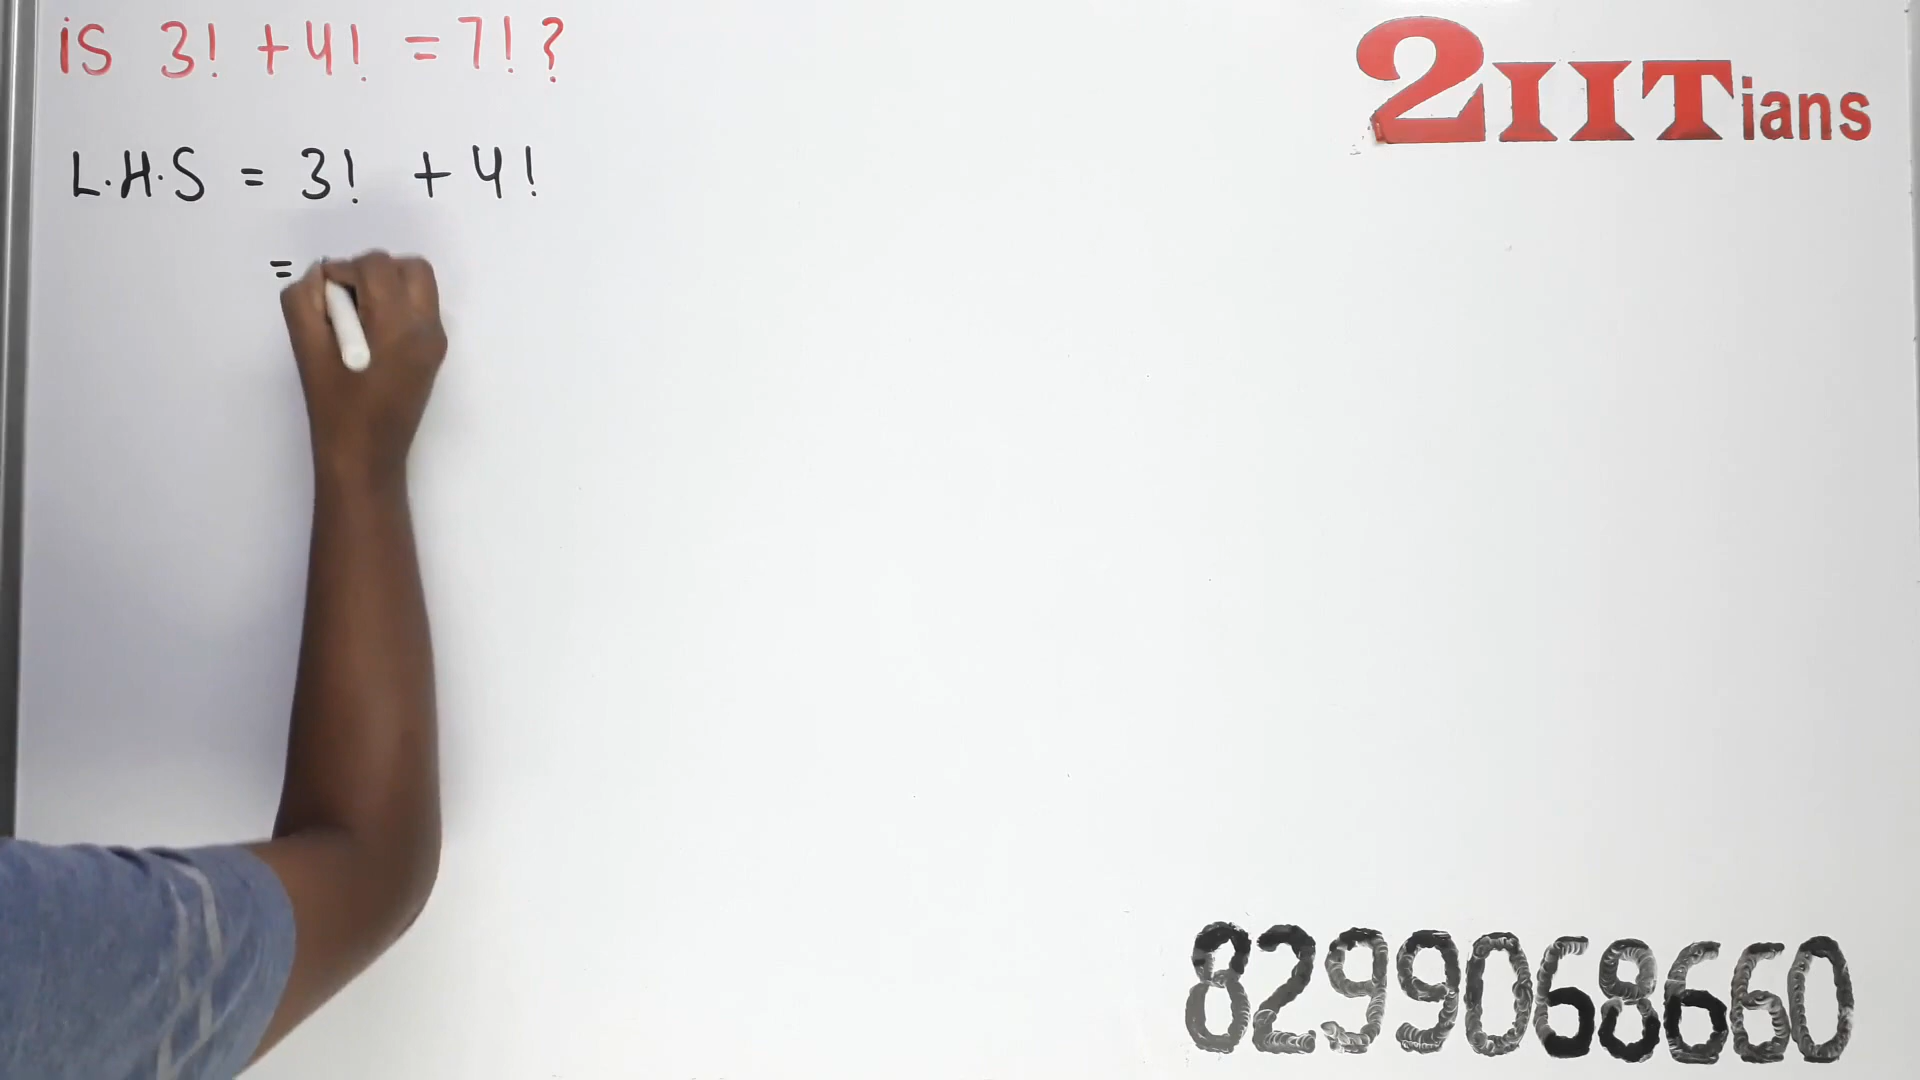 is 3! + 4! = 7! ?
2IITians
L.H.S = 3! + 4!
=
8299068660